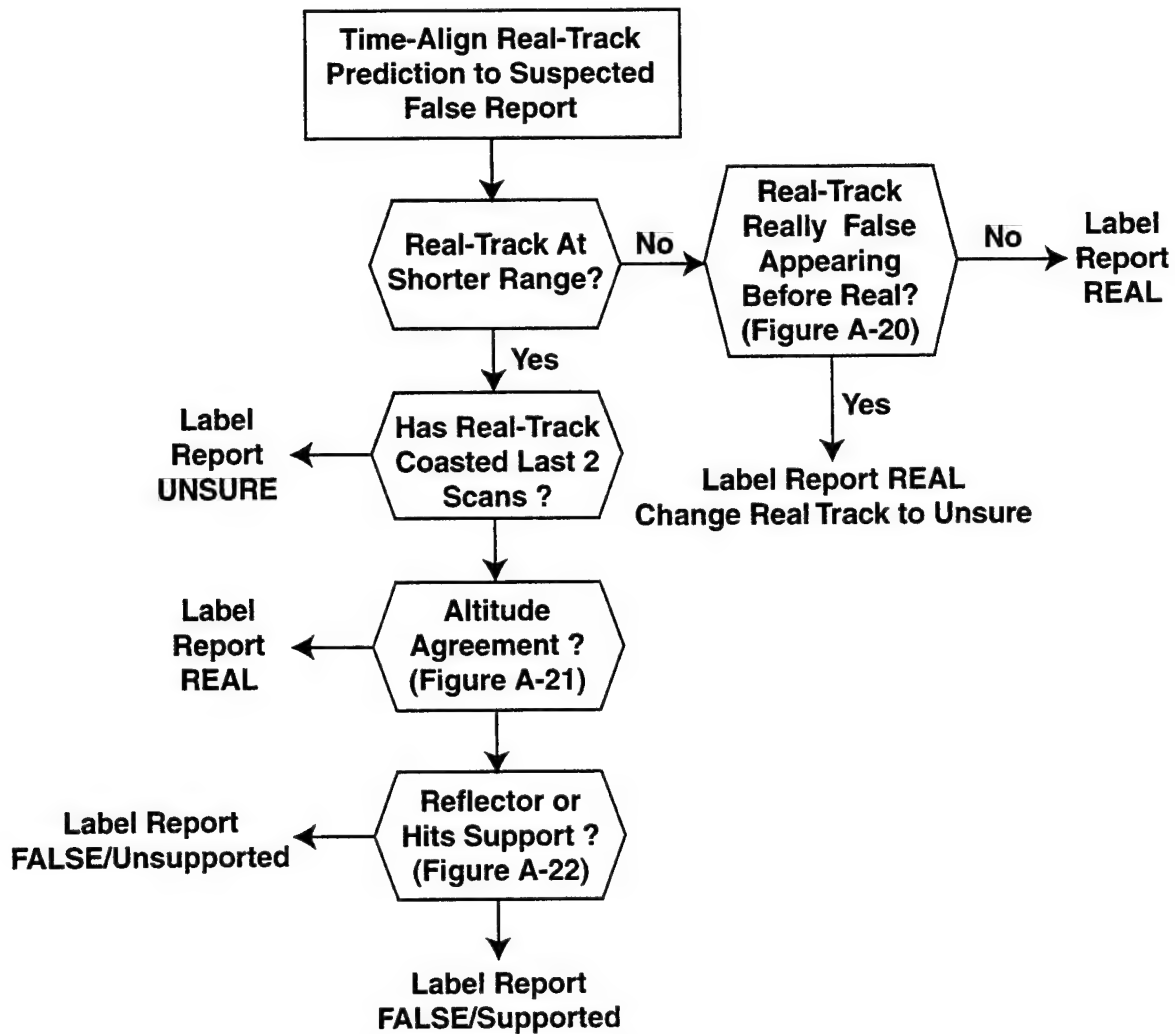 Time-Align Real-Track
Prediction to Suspected
False Report
Real-Track At
Shorter Range?
No
Real-Track
Really False
Appearing
Before Real?
(Figure A-20)
No
Label
Report
REAL
Yes
Yes
Label Report REAL
Change Real Track to Unsure
Has Real-Track
Coasted Last 2
Scans ?
Label
Report
UNSURE
Altitude
Agreement ?
(Figure A-21)
Label
Report
REAL
Reflector or
Hits Support ?
(Figure A-22)
Label Report
FALSE/Unsupported
Label Report
FALSE/Supported